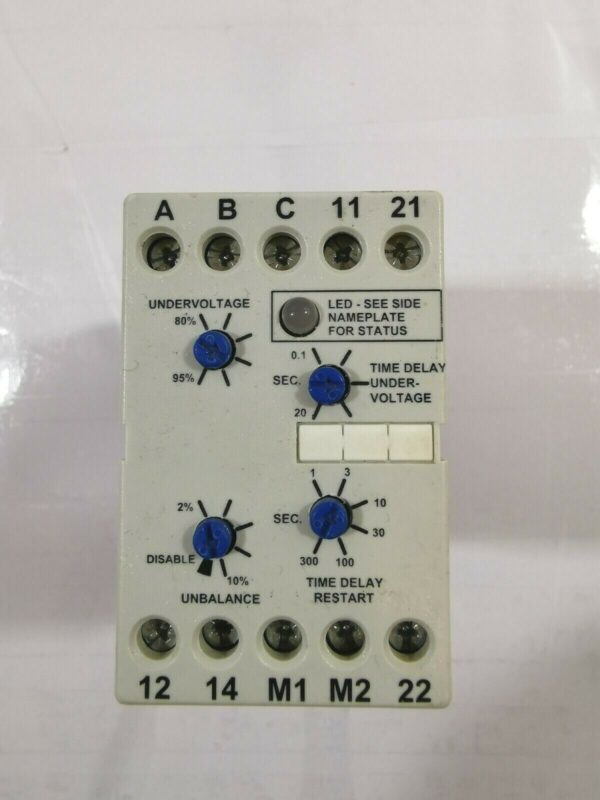 A B C 11 21
UNDERVOLTAGE
80%
95%
LED - SEE SIDE
NAMEPLATE
FOR STATUS
0.1
SEC.
20
TIME DELAY
UNDER-
VOLTAGE
2%
DISABLE
10%
UNBALANCE
1 3
10
SEC.
30
300 100
TIME DELAY
RESTART
12 14 M1 M2 22